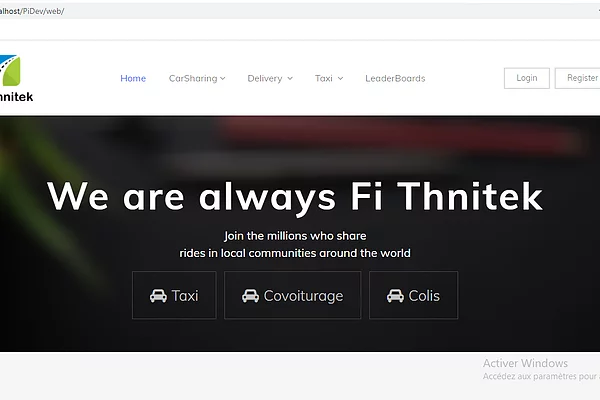 alhost/PiDev/web/
hnitek
Home CarSharing Delivery Taxi LeaderBoards Login Register
We are always Fi Thnitek
Join the millions who share
rides in local communities around the world
Taxi Covoiturage Colis
Activer Windows
Accédez aux paramètres pour